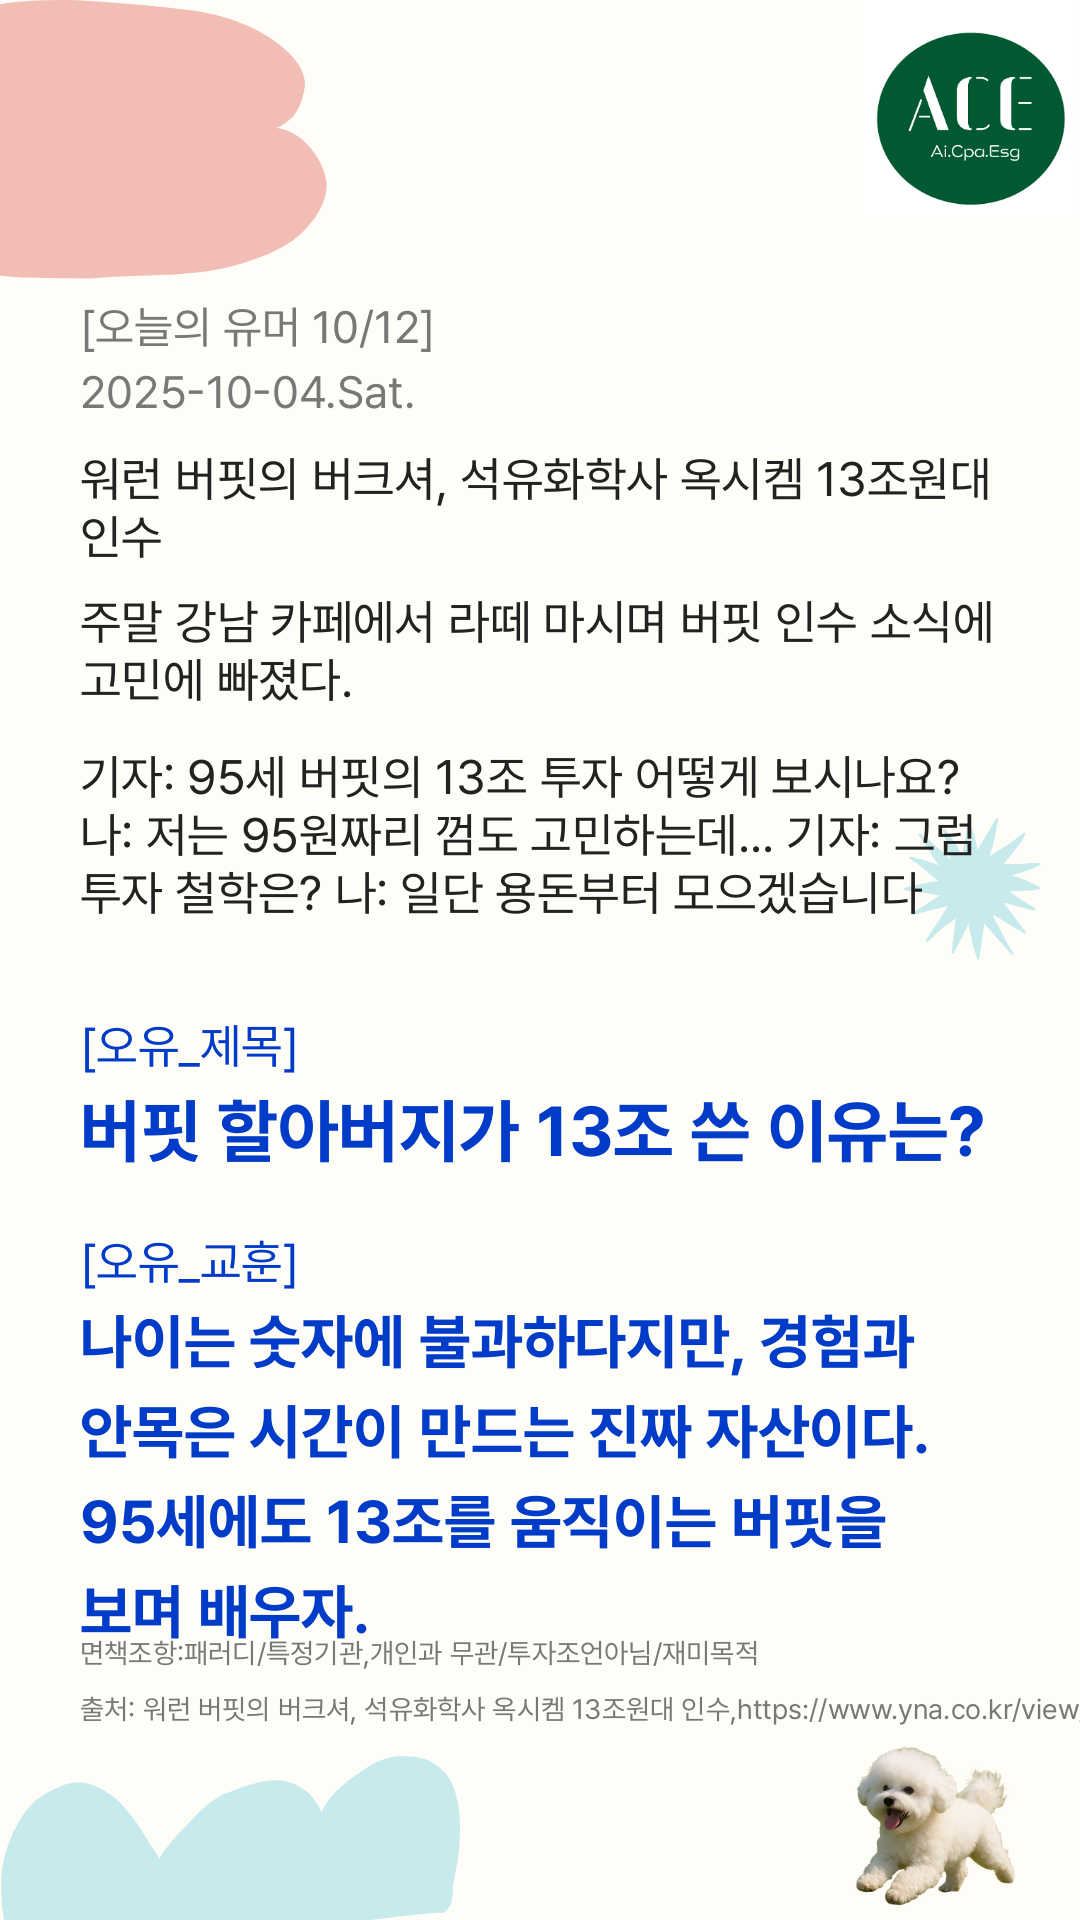 ACE
Ai.Cpa.Esg
[오늘의 유머 10/12]
2025-10-04.Sat.
워런 버핏의 버크셔, 석유화학사 옥시켐 13조원대
인수
주말 강남 카페에서 라떼 마시며 버핏 인수 소식에
고민에 빠졌다.
기자: 95세 버핏의 13조 투자 어떻게 보시나요?
나: 저는 95원짜리 껌도 고민하는데... 기자: 그럼
투자 철학은? 나: 일단 용돈부터 모으겠습니다
[오유_제목]
버핏 할아버지가 13조 쓴 이유는?
[오유_교훈]
나이는 숫자에 불과하다지만, 경험과
안목은 시간이 만드는 진짜 자산이다.
95세에도 13조를 움직이는 버핏을
보며 배우자.
면책조항:패러디/특정기관,개인과 무관/투자조언아님/재미목적
출처: 워런 버핏의 버크셔, 석유화학사 옥시켐 13조원대 인수,https://www.yna.co.kr/view